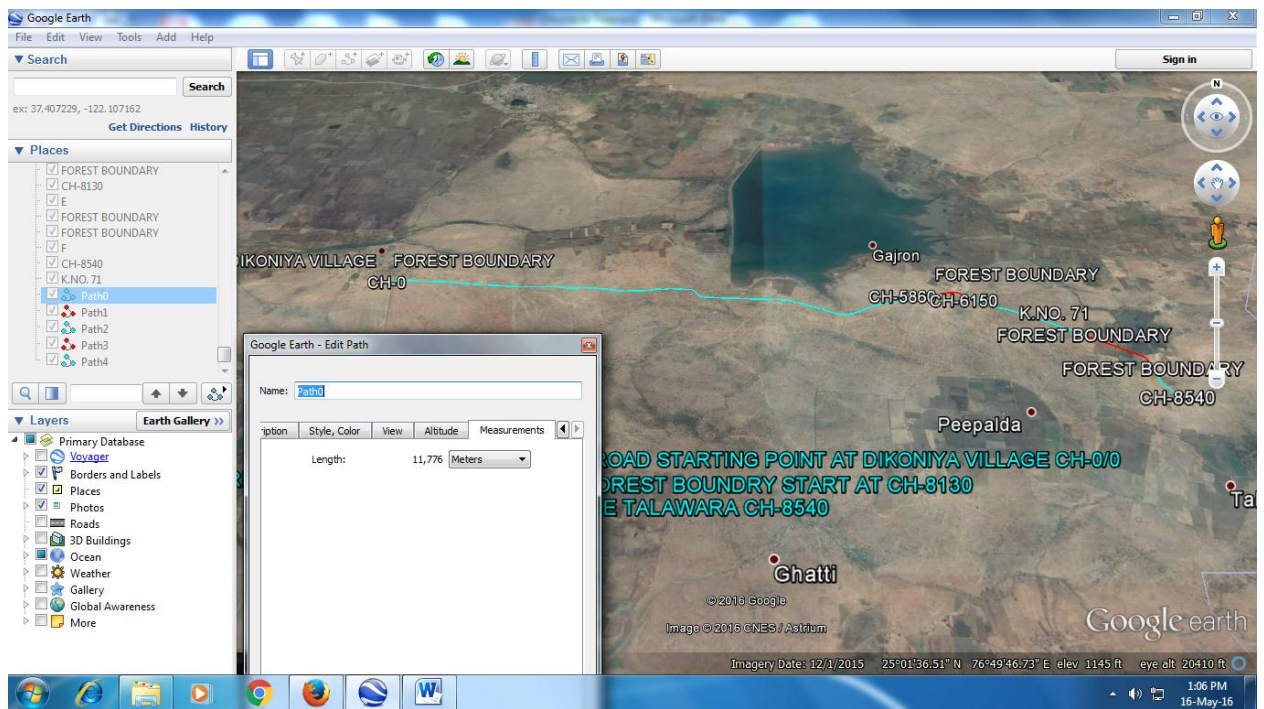 Google Earth
File Edit View Tools Add Help
Search
Search
ex: 37.407229, -122.107162
Get Directions History
Places
FOREST BOUNDARY
CH-8130
E
FOREST BOUNDARY
FOREST BOUNDARY
F
CH-8540
K.NO. 71
Path0
Path1
Path2
Path3
Path4
Layers
Earth Gallery >>
Primary Database
Voyager
Borders and Labels
Places
Photos
Roads
3D Buildings
Ocean
Weather
Gallery
Global Awareness
More
Sign in
N
IKONIYA VILLAGE FOREST BOUNDARY
CH-0
Gajron
FOREST BOUNDARY
CH-5860 CH-6150
K.NO. 71
FOREST BOUNDARY
FOREST BOUNDARY
CH-8540
Peepalda
OAD STARTING POINT AT DIKONIYA VILLAGE CH-0/0
OREST BOUNDRY START AT CH-8130
E TALAWARA CH-8540
Tal
Ghatti
© 2016 Google
Image © 2016 CNES / Astrium
Google earth
Imagery Date: 12/1/2015 25°01'36.51" N 76°49'46.73" E elev 1145 ft eye alt 20410 ft
Google Earth - Edit Path
Name: Path0
ription Style, Color View Altitude Measurements
Length: 11,776 Meters
1:06 PM
16-May-16